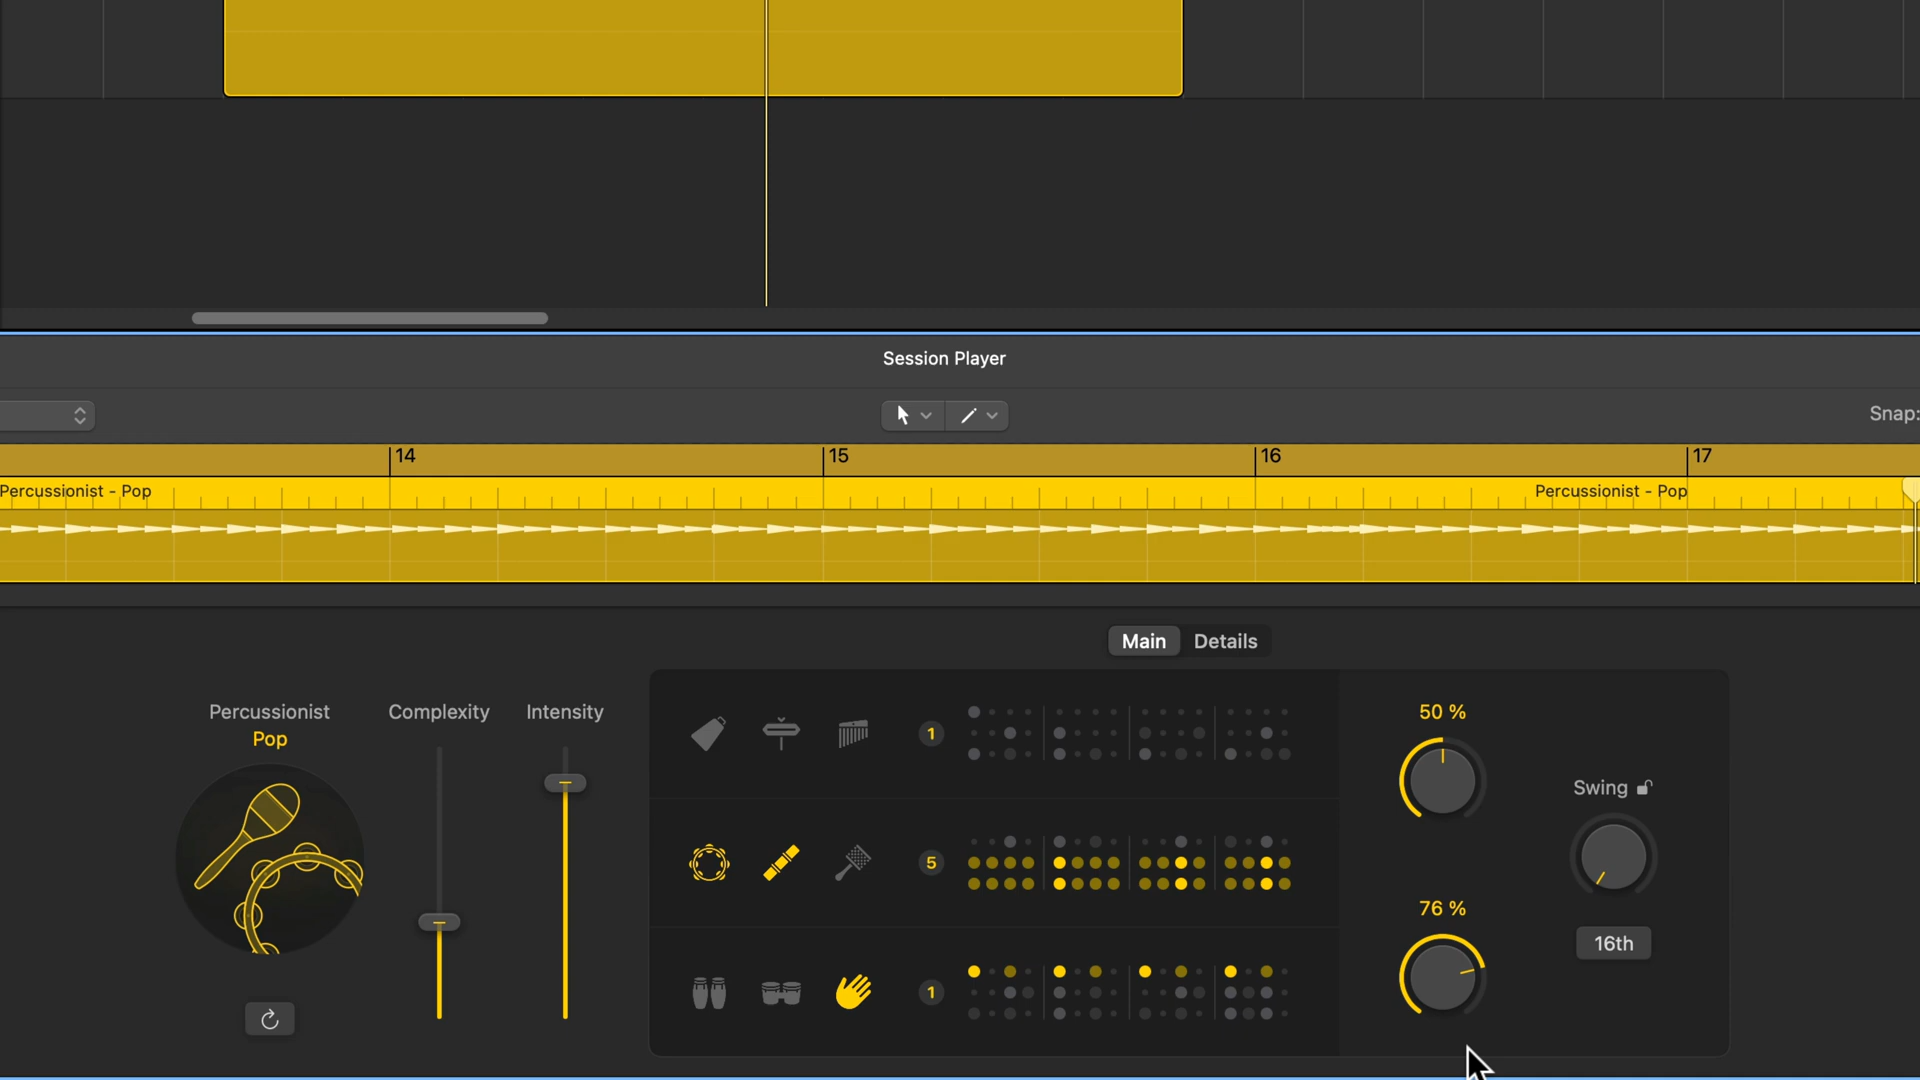 Session Player
Snap:
14 15 16 17
Percussionist - Pop Percussionist - Pop
Main Details
Percussionist Complexity Intensity
Pop
50 %
1
Swing
5
76 %
16th
1